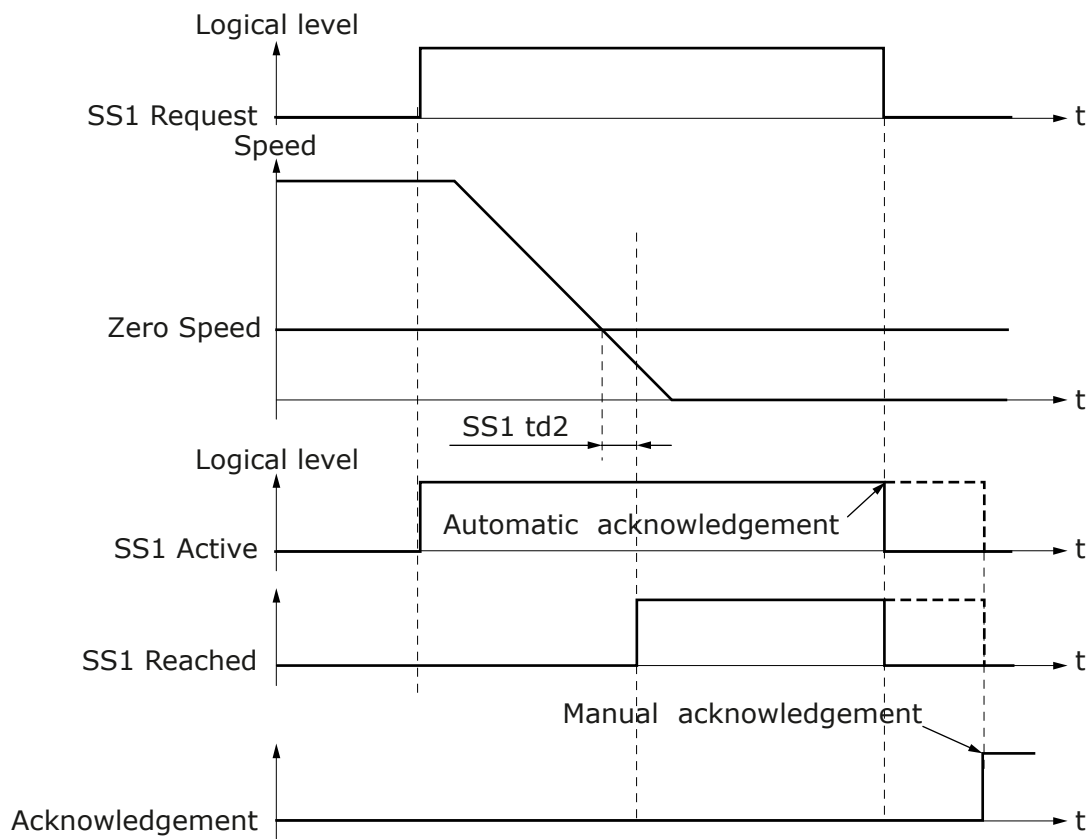 Logical level
SS1 Request
t
Speed
Zero Speed
t
SS1 td2
Logical level
Automatic acknowledgement
SS1 Active
t
SS1 Reached
t
Manual acknowledgement
Acknowledgement
t